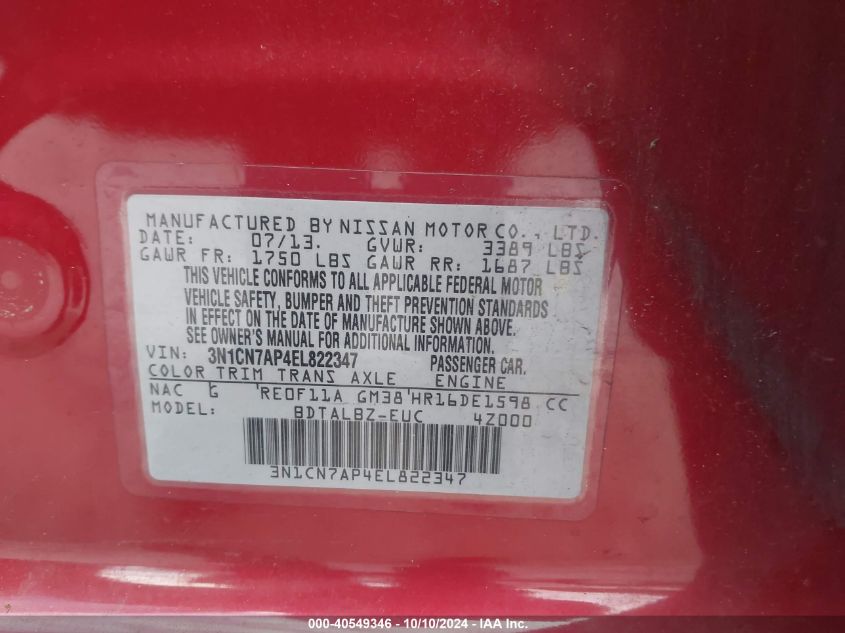 MANUFACTURED BY NISSAN MOTOR CO., LTD.
DATE: 07/13. GVWR: 3389 LBS
GAWR FR: 1750 LBS GAWR RR: 1687 LBS
THIS VEHICLE CONFORMS TO ALL APPLICABLE FEDERAL MOTOR
VEHICLE SAFETY, BUMPER AND THEFT PREVENTION STANDARDS
IN EFFECT ON THE DATE OF MANUFACTURE SHOWN ABOVE.
SEE OWNER'S MANUAL FOR ADDITIONAL INFORMATION.
VIN: 3N1CN7AP4EL822347 PASSENGER CAR.
COLOR TRIM TRANS AXLE ENGINE
NAC G 'RE0F11A GM38'HR16DE1598 CC
MODEL: BDTALBZ-EUC 4Z000
3N1CN7AP4EL822347
000-40549346 - 10/10/2024 - IAA Inc.